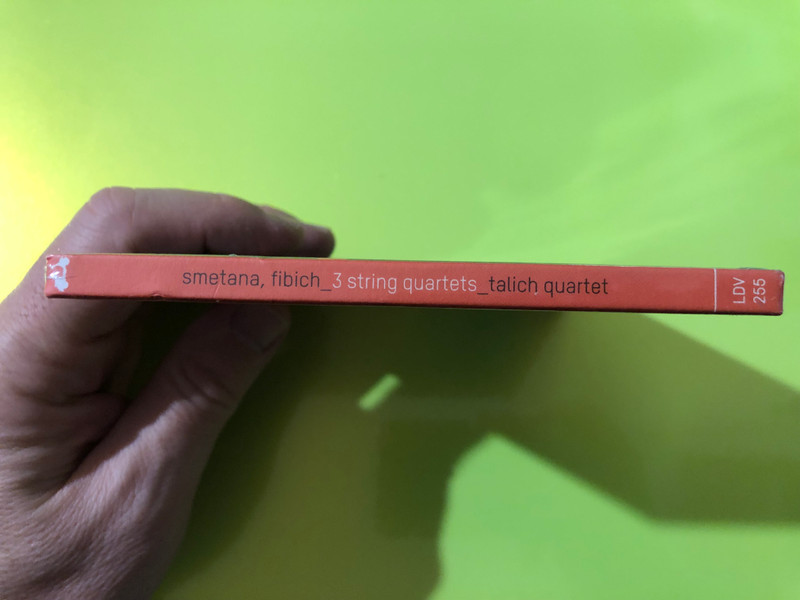 smetana, fibich_3 string quartets_talich quartet
LDV
255